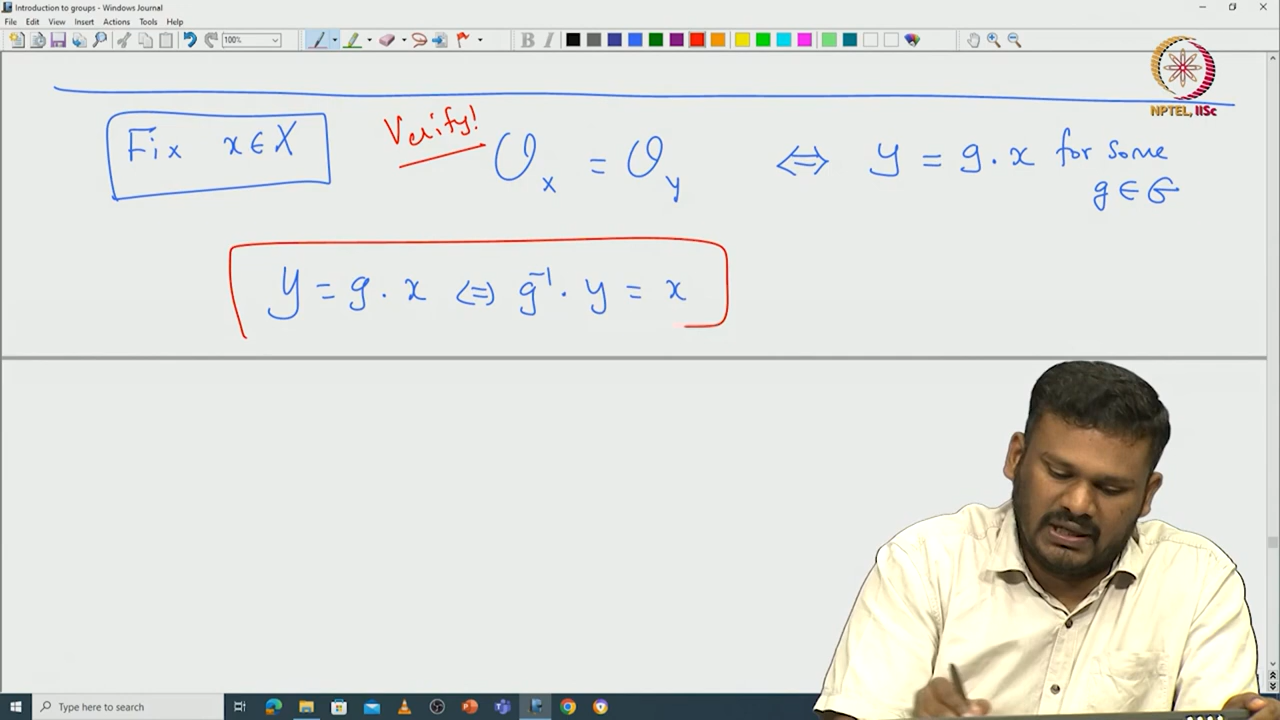 Introduction to groups - Windows Journal
File Edit View Insert Actions Tools Help
100%
B I
NPTEL, IISc
Fix x ∈ X
Verify!
O_x = O_y ⇔ y = g · x for some
g ∈ G
y = g · x ⇔ g⁻¹ · y = x
Type here to search